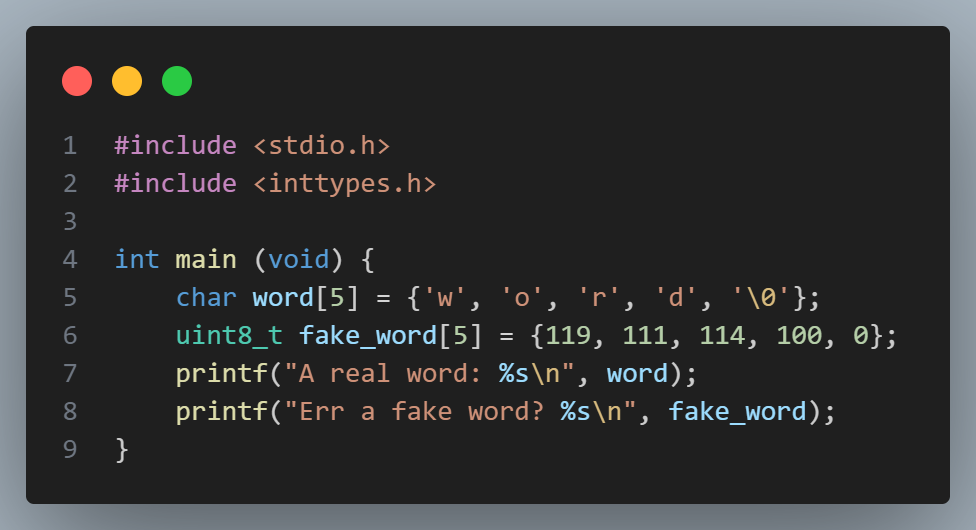 1 #include <stdio.h>
2 #include <inttypes.h>
3
4 int main (void) {
5     char word[5] = {'w', 'o', 'r', 'd', '\0'};
6     uint8_t fake_word[5] = {119, 111, 114, 100, 0};
7     printf("A real word: %s\n", word);
8     printf("Err a fake word? %s\n", fake_word);
9 }